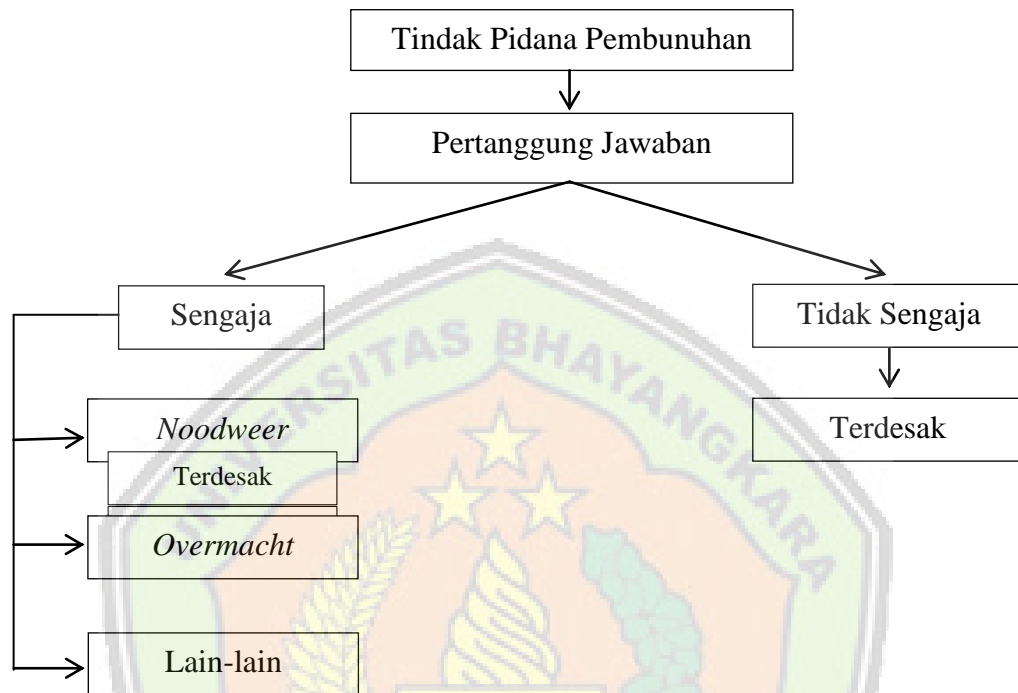 Tindak Pidana Pembunuhan
Pertanggung Jawaban
Sengaja
Tidak Sengaja
Noodweer
Terdesak
Terdesak
Overmacht
Lain-lain
UNIVERSITAS BHAYANGKARA